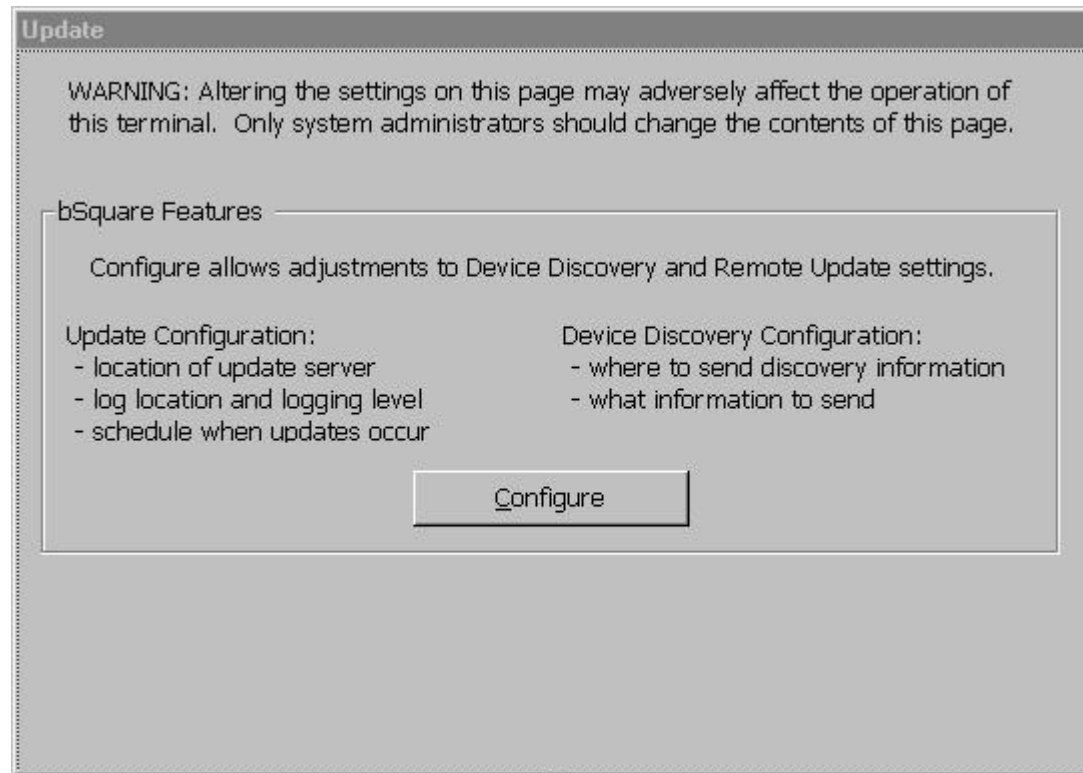 Update
WARNING: Altering the settings on this page may adversely affect the operation of
this terminal. Only system administrators should change the contents of this page.
bSquare Features
Configure allows adjustments to Device Discovery and Remote Update settings.
Update Configuration:
- location of update server
- log location and logging level
- schedule when updates occur
Device Discovery Configuration:
- where to send discovery information
- what information to send
Configure